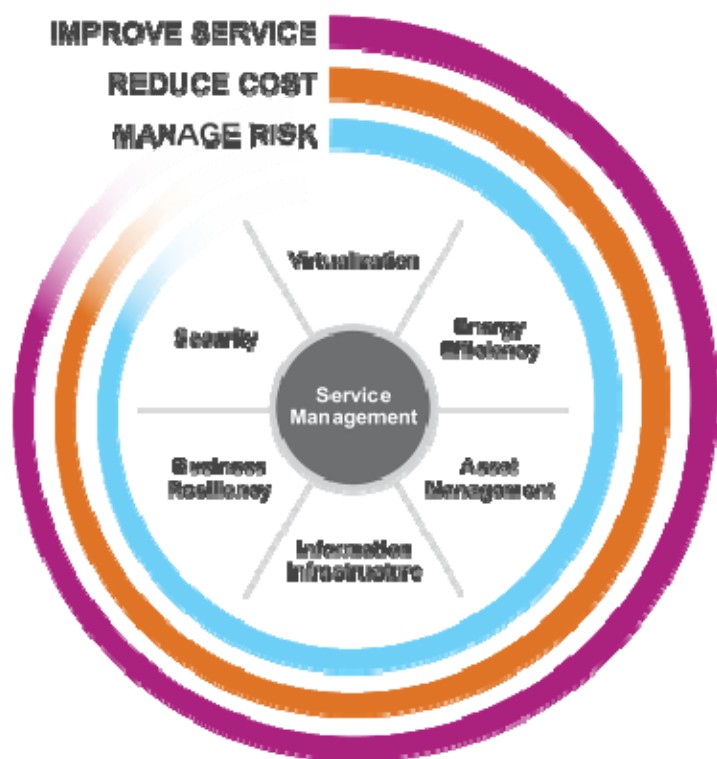 IMPROVE SERVICE
REDUCE COST
MANAGE RISK
Virtualization
Security
Energy
Efficiency
Service
Management
Business
Resiliency
Asset
Management
Information
Infrastructure